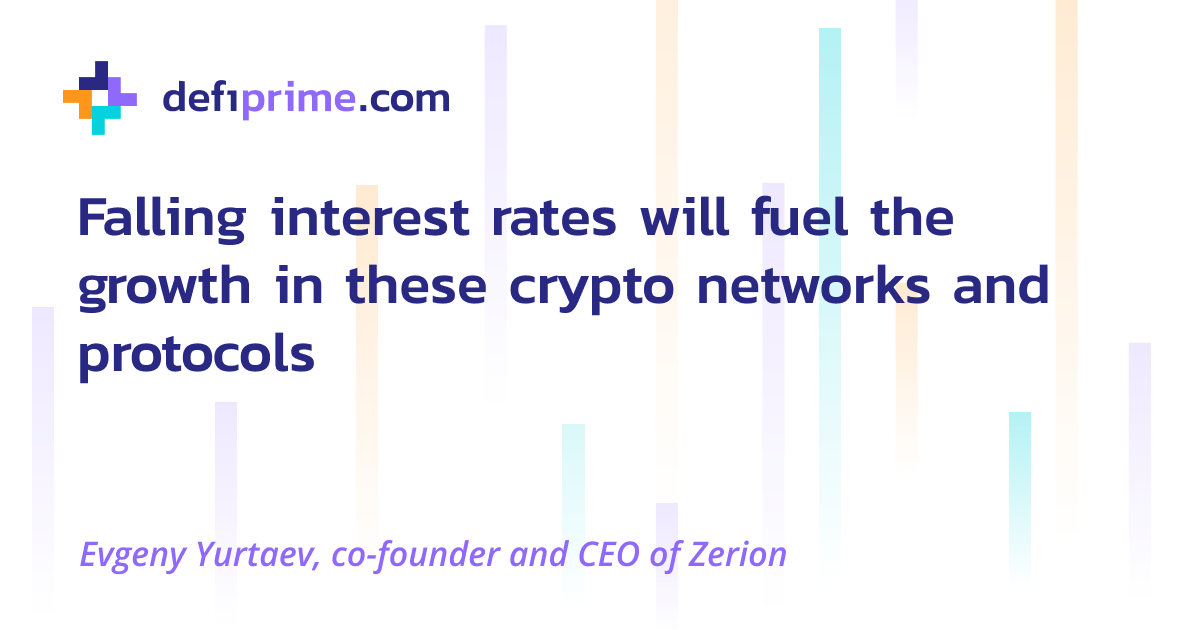 defiprime.com
Falling interest rates will fuel the
growth in these crypto networks and
protocols
Evgeny Yurtaev, co-founder and CEO of Zerion